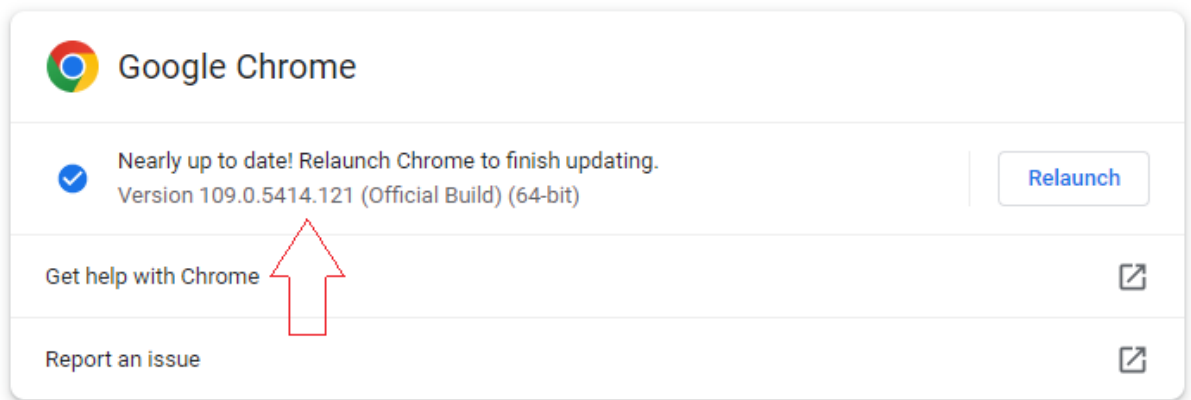 Google Chrome
Nearly up to date! Relaunch Chrome to finish updating.
Version 109.0.5414.121 (Official Build) (64-bit)
Relaunch
Get help with Chrome
Report an issue